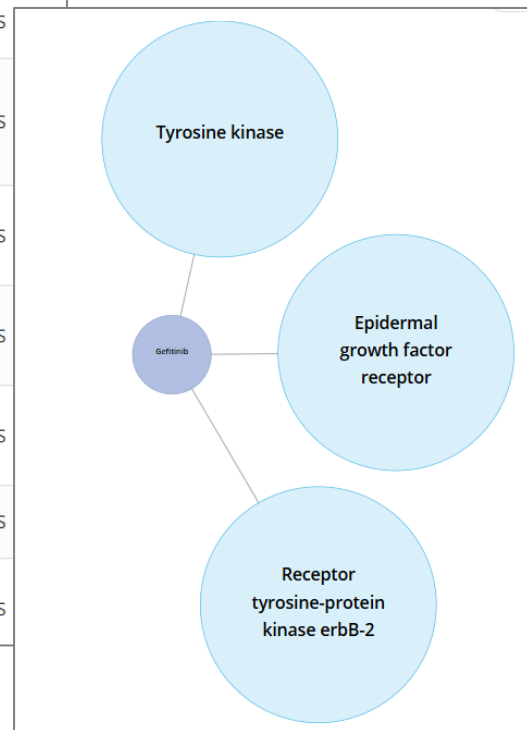 S
S
Tyrosine kinase
S
S
Gefitinib
Epidermal
growth factor
receptor
S
S
Receptor
tyrosine-protein
kinase erbB-2
S